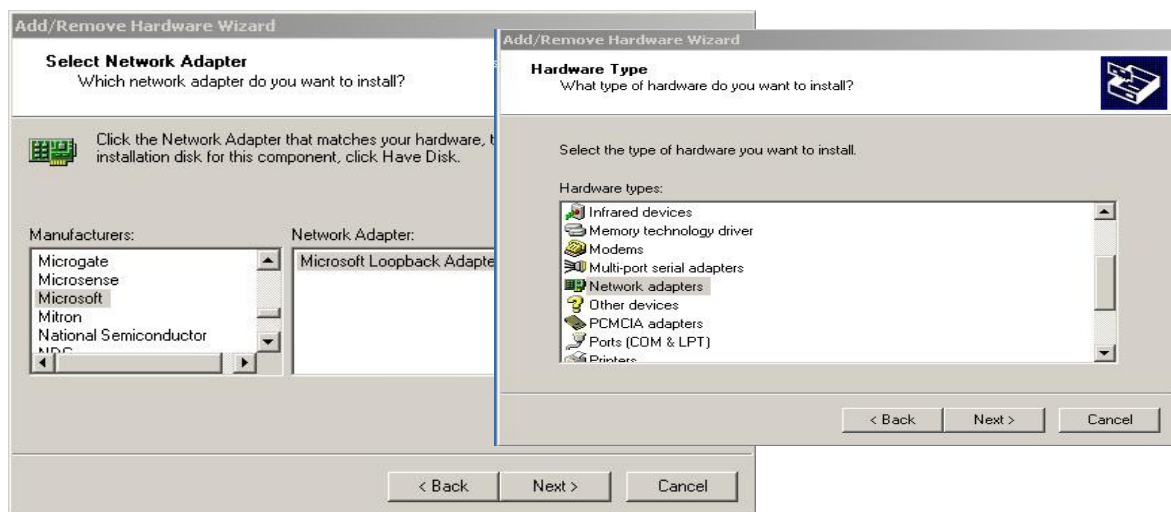 Add/Remove Hardware Wizard
Select Network Adapter
Which network adapter do you want to install?
Click the Network Adapter that matches your hardware,
installation disk for this component, click Have Disk.
Manufacturers:
Microgate
Microsense
Microsoft
Mitron
National Semiconductor
Network Adapter:
Microsoft Loopback Adapte
< Back
Next >
Cancel
Add/Remove Hardware Wizard
Hardware Type
What type of hardware do you want to install?
Select the type of hardware you want to install.
Hardware types:
Infrared devices
Memory technology driver
Modems
Multi-port serial adapters
Network adapters
Other devices
PCMCIA adapters
Ports (COM & LPT)
Printers
< Back
Next >
Cancel